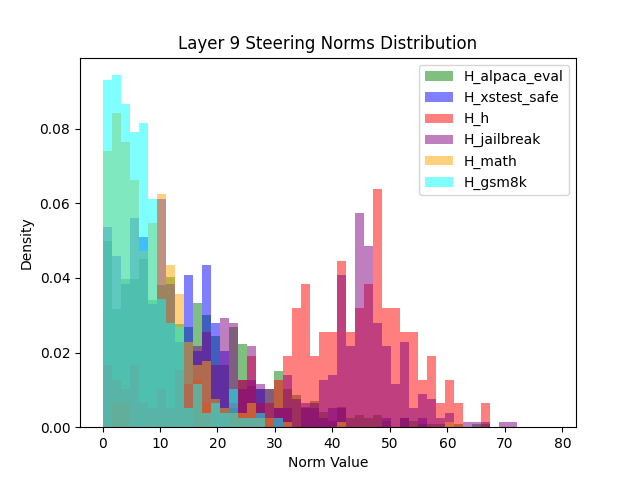 Layer 9 Steering Norms Distribution
H_alpaca_eval
H_xstest_safe
H_h
H_jailbreak
H_math
H_gsm8k
Density
0.08
0.06
0.04
0.02
0.00
0 10 20 30 40 50 60 70 80
Norm Value